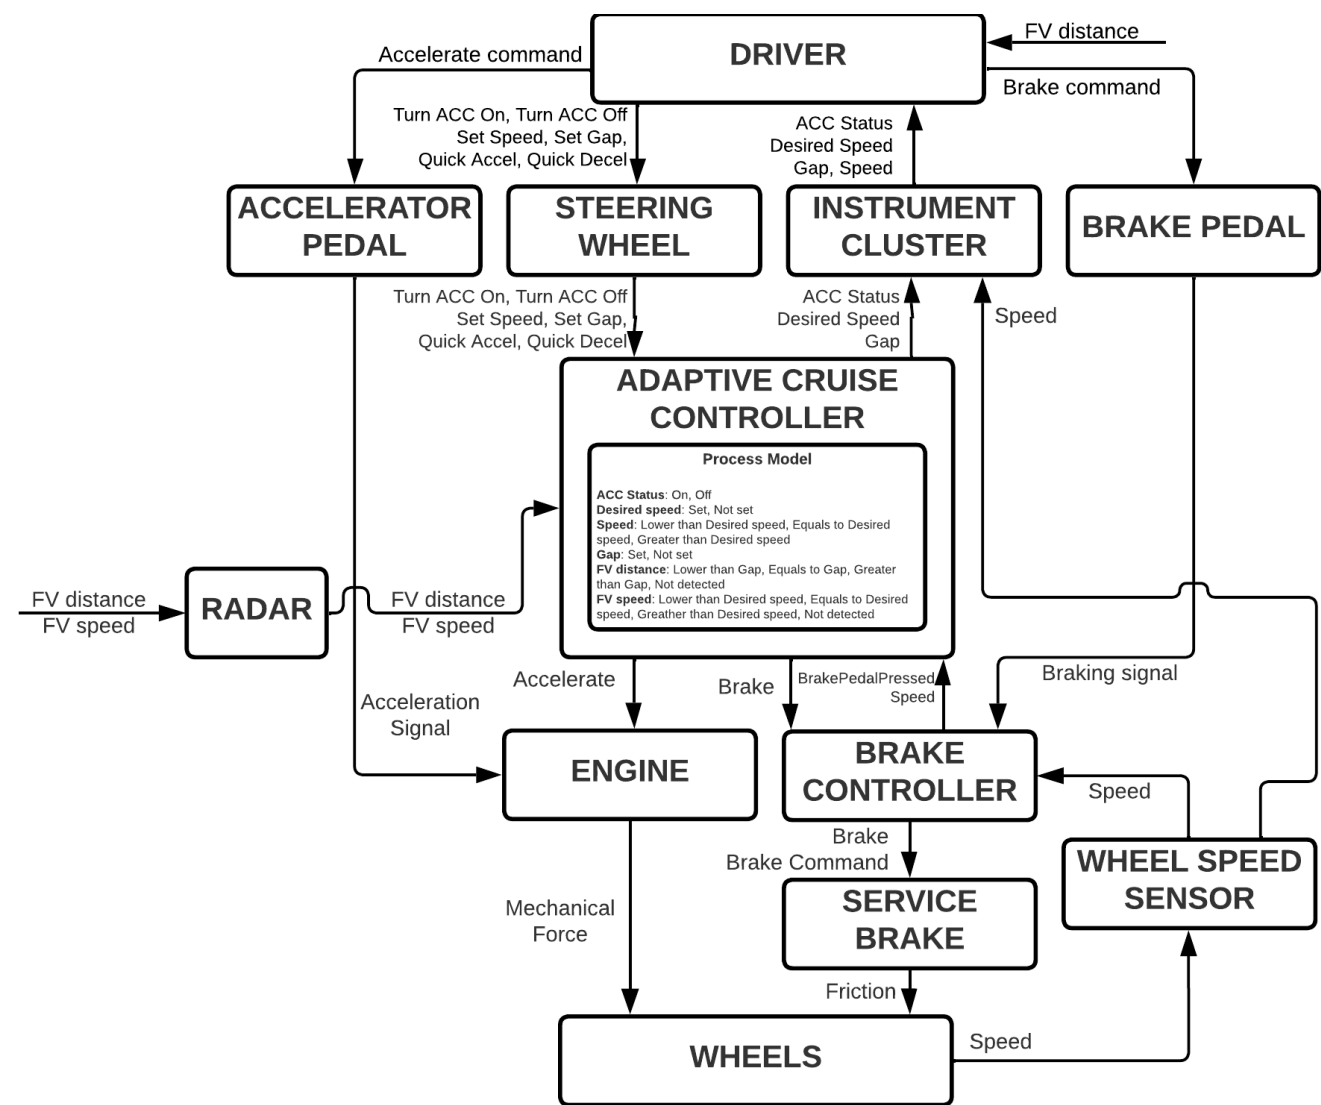 DRIVER
FV distance
Accelerate command
Brake command
Turn ACC On, Turn ACC Off
Set Speed, Set Gap,
Quick Accel, Quick Decel
ACC Status
Desired Speed
Gap, Speed
ACCELERATOR
PEDAL
STEERING
WHEEL
INSTRUMENT
CLUSTER
BRAKE PEDAL
Turn ACC On, Turn ACC Off
Set Speed, Set Gap,
Quick Accel, Quick Decel
ACC Status
Desired Speed
Gap
Speed
ADAPTIVE CRUISE
CONTROLLER
Process Model
ACC Status: On, Off
Desired speed: Set, Not set
Speed: Lower than Desired speed, Equals to Desired
speed, Greater than Desired speed
Gap: Set, Not set
FV distance: Lower than Gap, Equals to Gap, Greater
than Gap, Not detected
FV speed: Lower than Desired speed, Equals to Desired
speed, Greather than Desired speed, Not detected
FV distance
FV speed
RADAR
FV distance
FV speed
Accelerate
Brake
BrakePedalPressed
Speed
Braking signal
Acceleration
Signal
ENGINE
BRAKE
CONTROLLER
Speed
Brake
Brake Command
WHEEL SPEED
SENSOR
SERVICE
BRAKE
Mechanical
Force
Friction
WHEELS
Speed